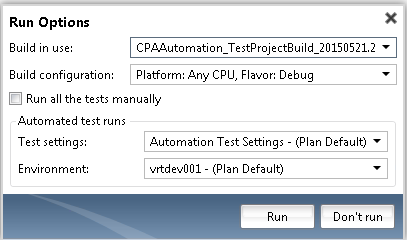 Run Options
Build in use: CPAAutomation_TestProjectBuild_20150521.2
Build configuration: Platform: Any CPU, Flavor: Debug
Run all the tests manually
Automated test runs
Test settings: Automation Test Settings - (Plan Default)
Environment: vrtdev001 - (Plan Default)
Run Don't run